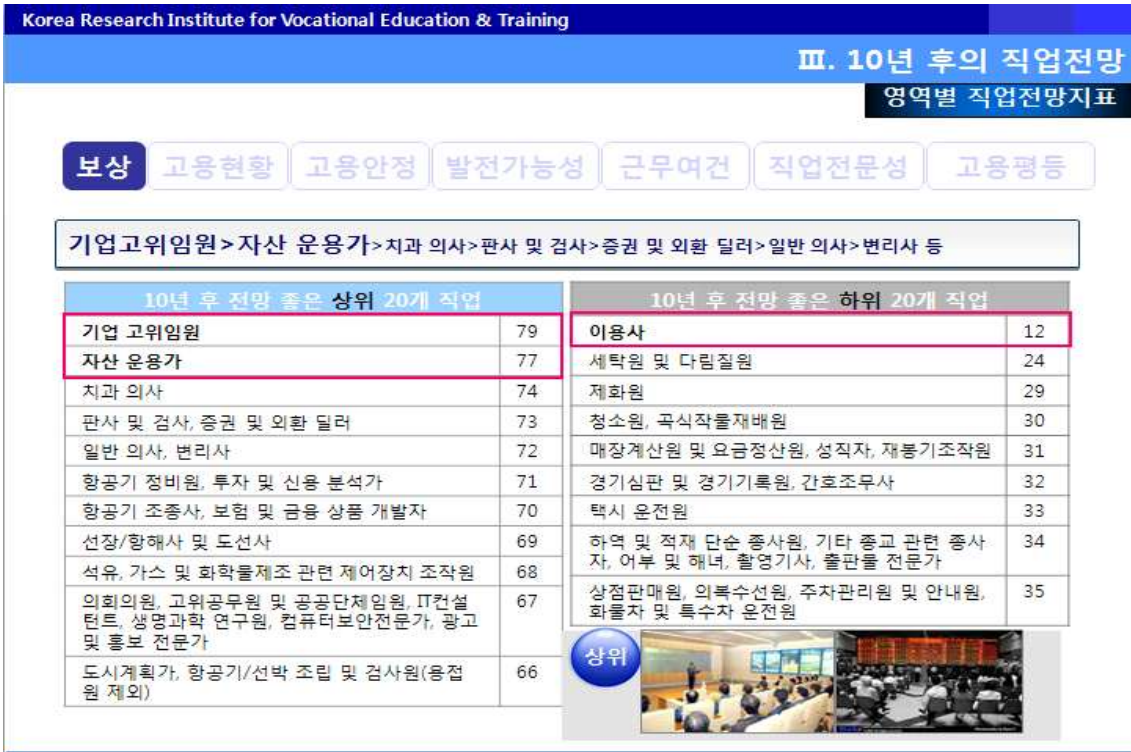 Korea Research Institute for Vocational Education & Training
Ⅲ. 10년 후의 직업전망
영역별 직업전망지표
보상 고용현황 고용안정 발전가능성 근무여건 직업전문성 고용평등
기업고위임원>자산 운용가>치과 의사>판사 및 검사>증권 및 외환 딜러>일반 의사>변리사 등
10년 후 전망 좋은 상위 20개 직업
기업 고위임원 79
자산 운용가 77
치과 의사 74
판사 및 검사, 증권 및 외환 딜러 73
일반 의사, 변리사 72
항공기 정비원, 투자 및 신용 분석가 71
항공기 조종사, 보험 및 금융 상품 개발자 70
선장/항해사 및 도선사 69
석유, 가스 및 화학물제조 관련 제어장치 조작원 68
의회의원, 고위공무원 및 공공단체임원, IT컨설 67
턴트, 생명과학 연구원, 컴퓨터보안전문가, 광고
및 홍보 전문가
도시계획가, 항공기/선박 조립 및 검사원(용접 66
원 제외)
10년 후 전망 좋은 하위 20개 직업
이용사 12
세탁원 및 다림질원 24
제화원 29
청소원, 곡식작물재배원 30
매장계산원 및 요금정산원, 성직자, 재봉기조작원 31
경기심판 및 경기기록원, 간호조무사 32
택시 운전원 33
하역 및 적재 단순 종사원, 기타 종교 관련 종사 34
자, 어부 및 해녀, 촬영기사, 출판물 전문가
상점판매원, 의복수선원, 주차관리원 및 안내원, 35
화물차 및 특수차 운전원
상위